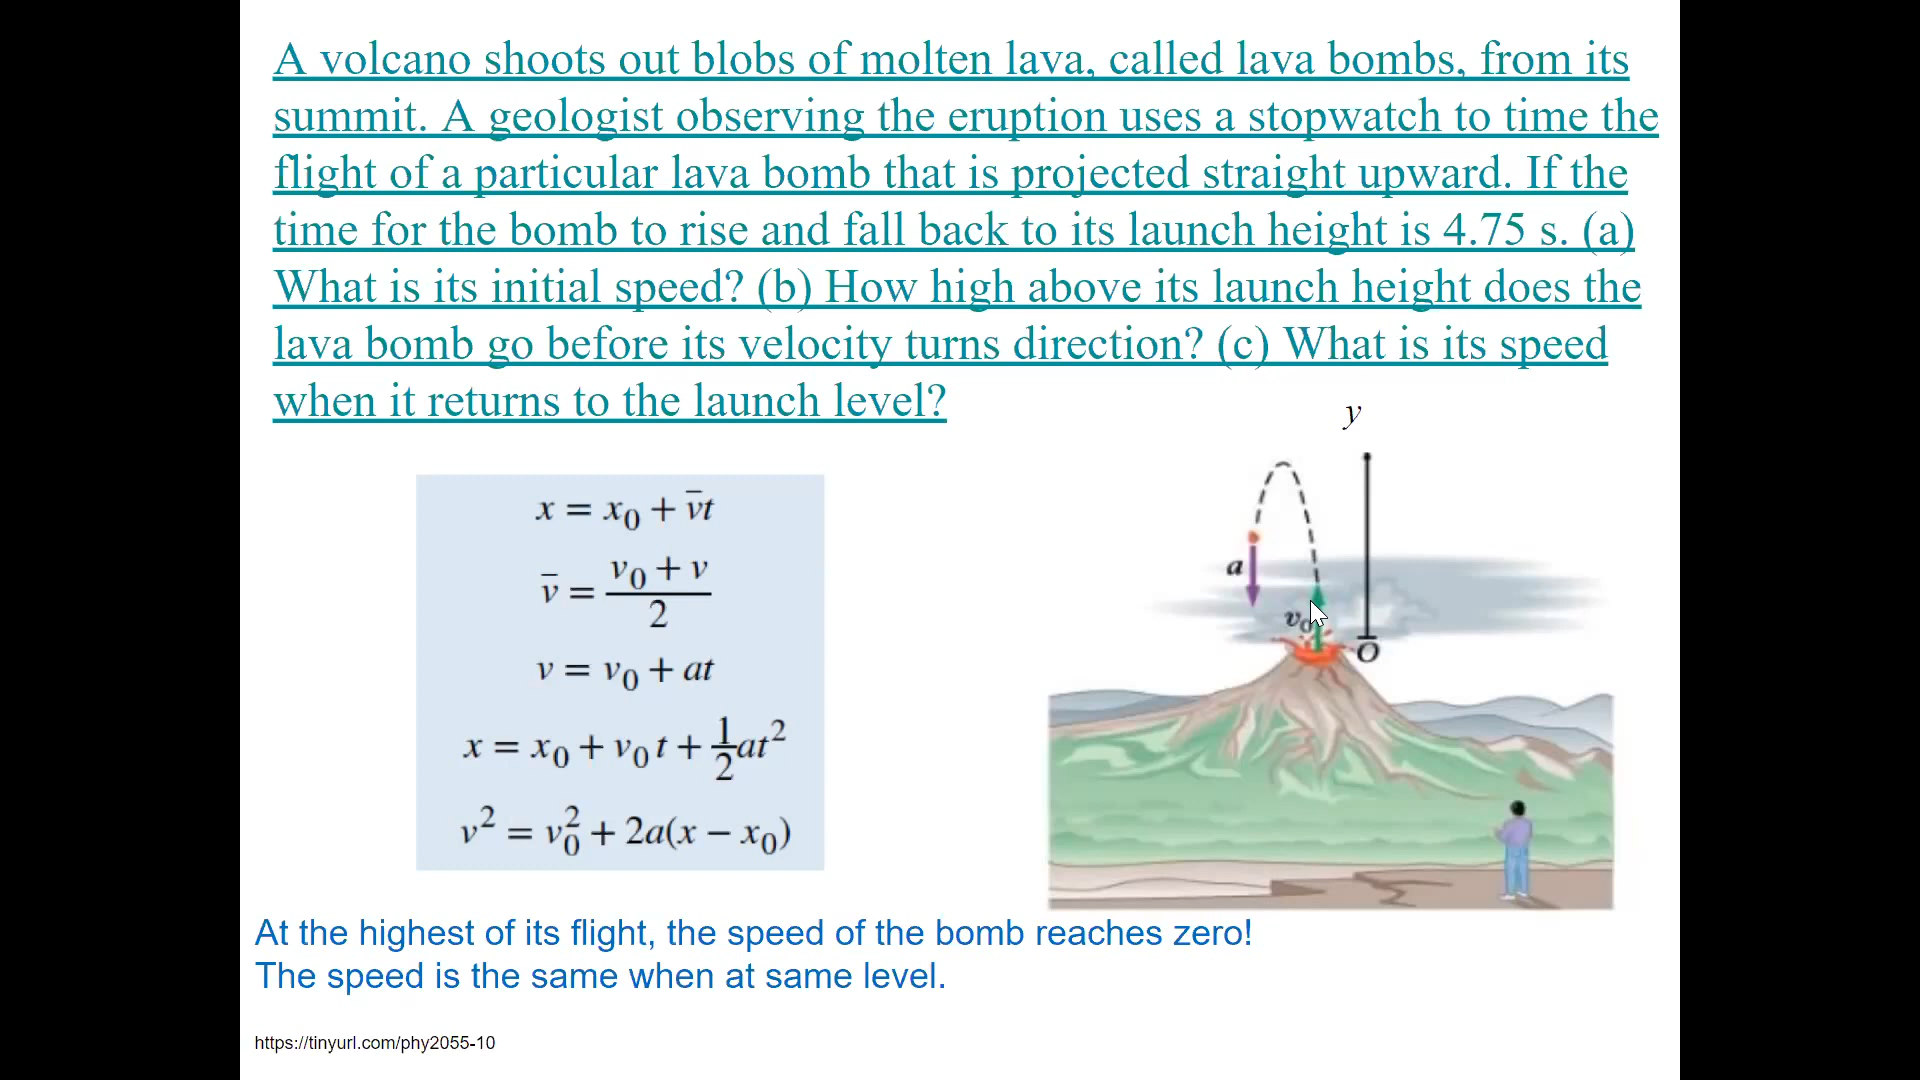 A volcano shoots out blobs of molten lava, called lava bombs, from its
summit. A geologist observing the eruption uses a stopwatch to time the
flight of a particular lava bomb that is projected straight upward. If the
time for the bomb to rise and fall back to its launch height is 4.75 s. (a)
What is its initial speed? (b) How high above its launch height does the
lava bomb go before its velocity turns direction? (c) What is its speed
when it returns to the launch level?
y
x = x₀ + v̄t
v̄ = (v₀ + v)/2
v = v₀ + at
x = x₀ + v₀t + ½at²
v² = v₀² + 2a(x − x₀)
a
v₀
O
At the highest of its flight, the speed of the bomb reaches zero!
The speed is the same when at same level.
https://tinyurl.com/phy2055-10